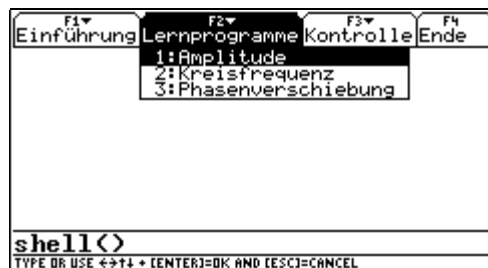 F1▾ F2▾ F3▾ F4
Einführung Lernprogramme Kontrolle Ende
1:Amplitude
2:Kreisfrequenz
3:Phasenverschiebung
shell()
TYPE OR USE ←→↑↓ + [ENTER]=OK AND [ESC]=CANCEL